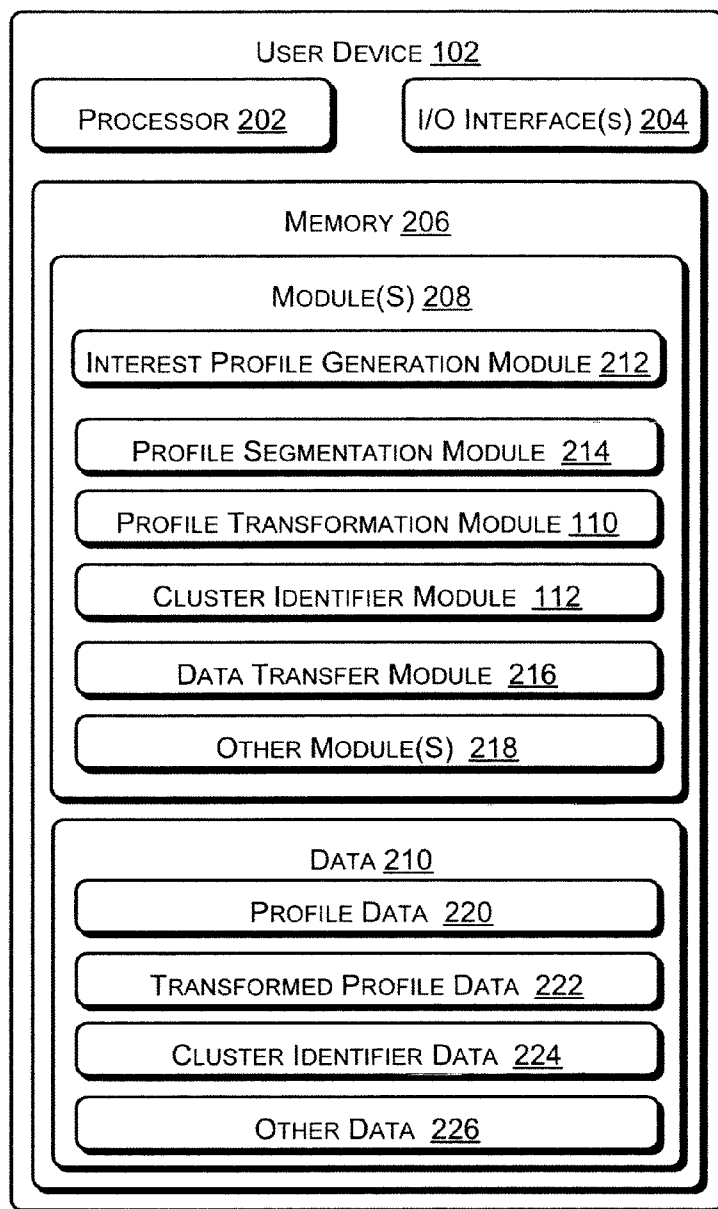 USER DEVICE 102
PROCESSOR 202
I/O INTERFACE(S) 204
MEMORY 206
MODULE(S) 208
INTEREST PROFILE GENERATION MODULE 212
PROFILE SEGMENTATION MODULE 214
PROFILE TRANSFORMATION MODULE 110
CLUSTER IDENTIFIER MODULE 112
DATA TRANSFER MODULE 216
OTHER MODULE(S) 218
DATA 210
PROFILE DATA 220
TRANSFORMED PROFILE DATA 222
CLUSTER IDENTIFIER DATA 224
OTHER DATA 226